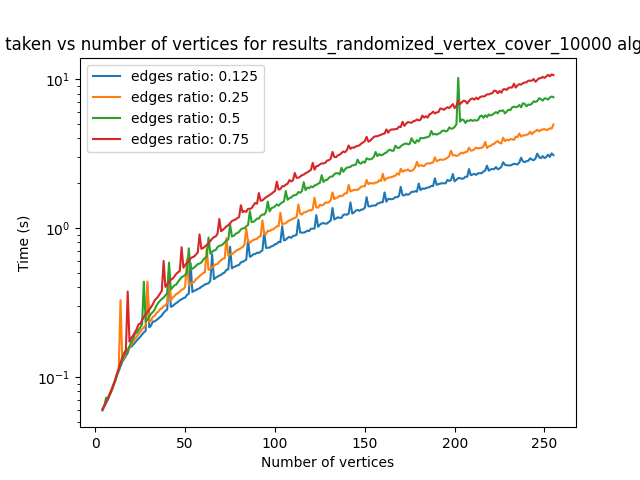 taken vs number of vertices for results_randomized_vertex_cover_10000 alg
edges ratio: 0.125
edges ratio: 0.25
edges ratio: 0.5
edges ratio: 0.75
10¹
10⁰
10⁻¹
Time (s)
0 50 100 150 200 250
Number of vertices